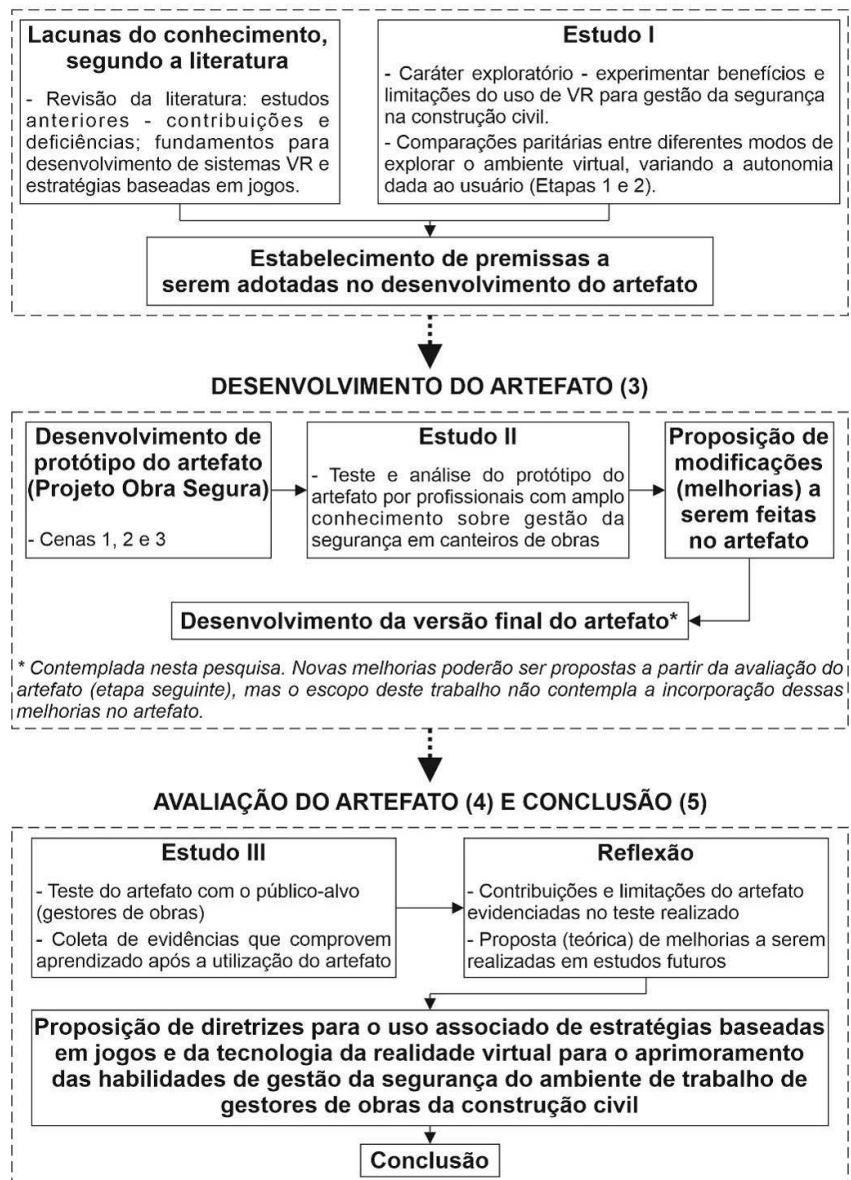 Lacunas do conhecimento,
segundo a literatura
- Revisão da literatura: estudos
anteriores - contribuições e
deficiências; fundamentos para
desenvolvimento de sistemas VR e
estratégias baseadas em jogos.
Estudo I
- Caráter exploratório - experimentar benefícios e
limitações do uso de VR para gestão da segurança
na construção civil.
- Comparações paritárias entre diferentes modos de
explorar o ambiente virtual, variando a autonomia
dada ao usuário (Etapas 1 e 2).
Estabelecimento de premissas a
serem adotadas no desenvolvimento do artefato
DESENVOLVIMENTO DO ARTEFATO (3)
Desenvolvimento de
protótipo do artefato
(Projeto Obra Segura)
- Cenas 1, 2 e 3
Estudo II
- Teste e análise do protótipo do
artefato por profissionais com amplo
conhecimento sobre gestão da
segurança em canteiros de obras
Proposição de
modificações
(melhorias) a
serem feitas
no artefato
Desenvolvimento da versão final do artefato*
* Contemplada nesta pesquisa. Novas melhorias poderão ser propostas a partir da avaliação do
artefato (etapa seguinte), mas o escopo deste trabalho não contempla a incorporação dessas
melhorias no artefato.
AVALIAÇÃO DO ARTEFATO (4) E CONCLUSÃO (5)
Estudo III
- Teste do artefato com o público-alvo
(gestores de obras)
- Coleta de evidências que comprovem
aprendizado após a utilização do artefato
Reflexão
- Contribuições e limitações do artefato
evidenciadas no teste realizado
- Proposta (teórica) de melhorias a serem
realizadas em estudos futuros
Proposição de diretrizes para o uso associado de estratégias baseadas
em jogos e da tecnologia da realidade virtual para o aprimoramento
das habilidades de gestão da segurança do ambiente de trabalho de
gestores de obras da construção civil
Conclusão